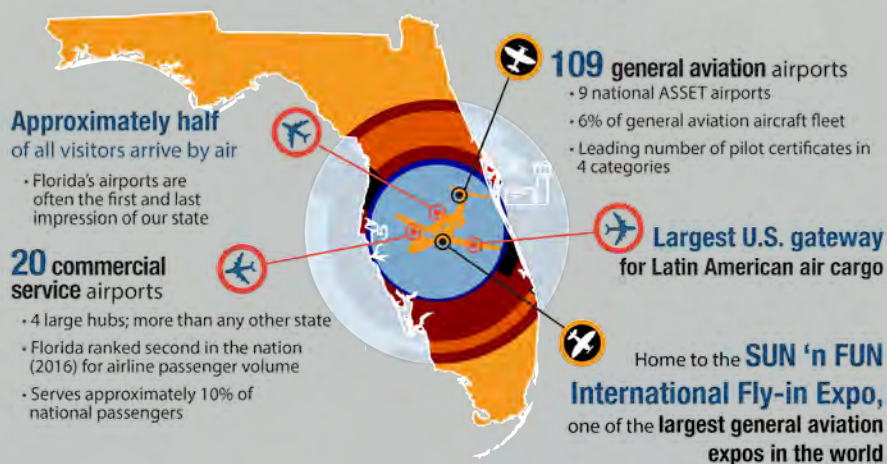 109 general aviation airports
• 9 national ASSET airports
• 6% of general aviation aircraft fleet
• Leading number of pilot certificates in
4 categories
Approximately half
of all visitors arrive by air
• Florida's airports are
often the first and last
impression of our state
20 commercial
service airports
• 4 large hubs; more than any other state
• Florida ranked second in the nation
(2016) for airline passenger volume
• Serves approximately 10% of
national passengers
Largest U.S. gateway
for Latin American air cargo
Home to the SUN 'n FUN
International Fly-in Expo,
one of the largest general aviation
expos in the world